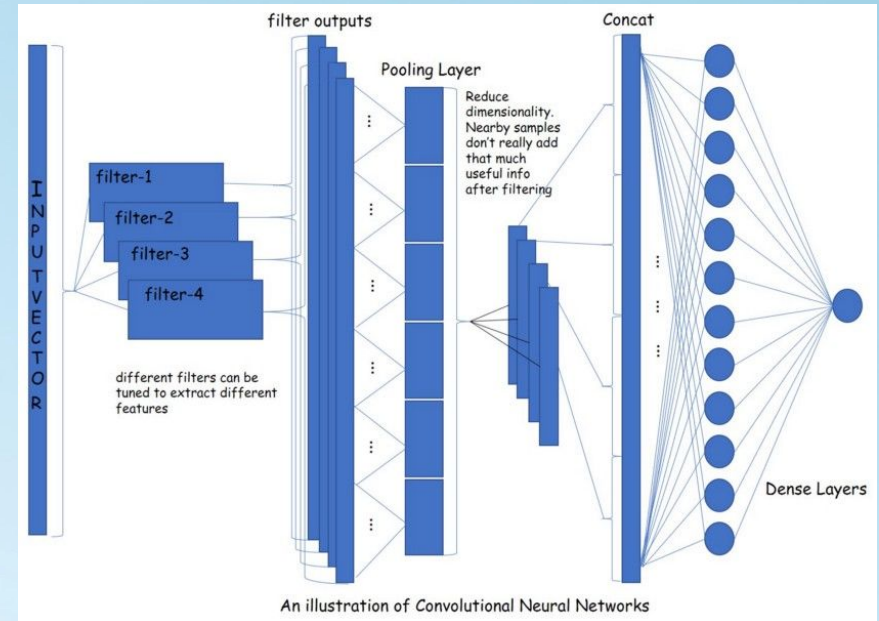 filter outputs
Concat
Pooling Layer
Reduce
dimensionality.
Nearby samples
don't really add
that much
useful info
after filtering
INPUTVECTOR
filter-1
filter-2
filter-3
filter-4
different filters can be
tuned to extract different
features
...
...
...
...
...
...
...
...
...
Dense Layers
An illustration of Convolutional Neural Networks